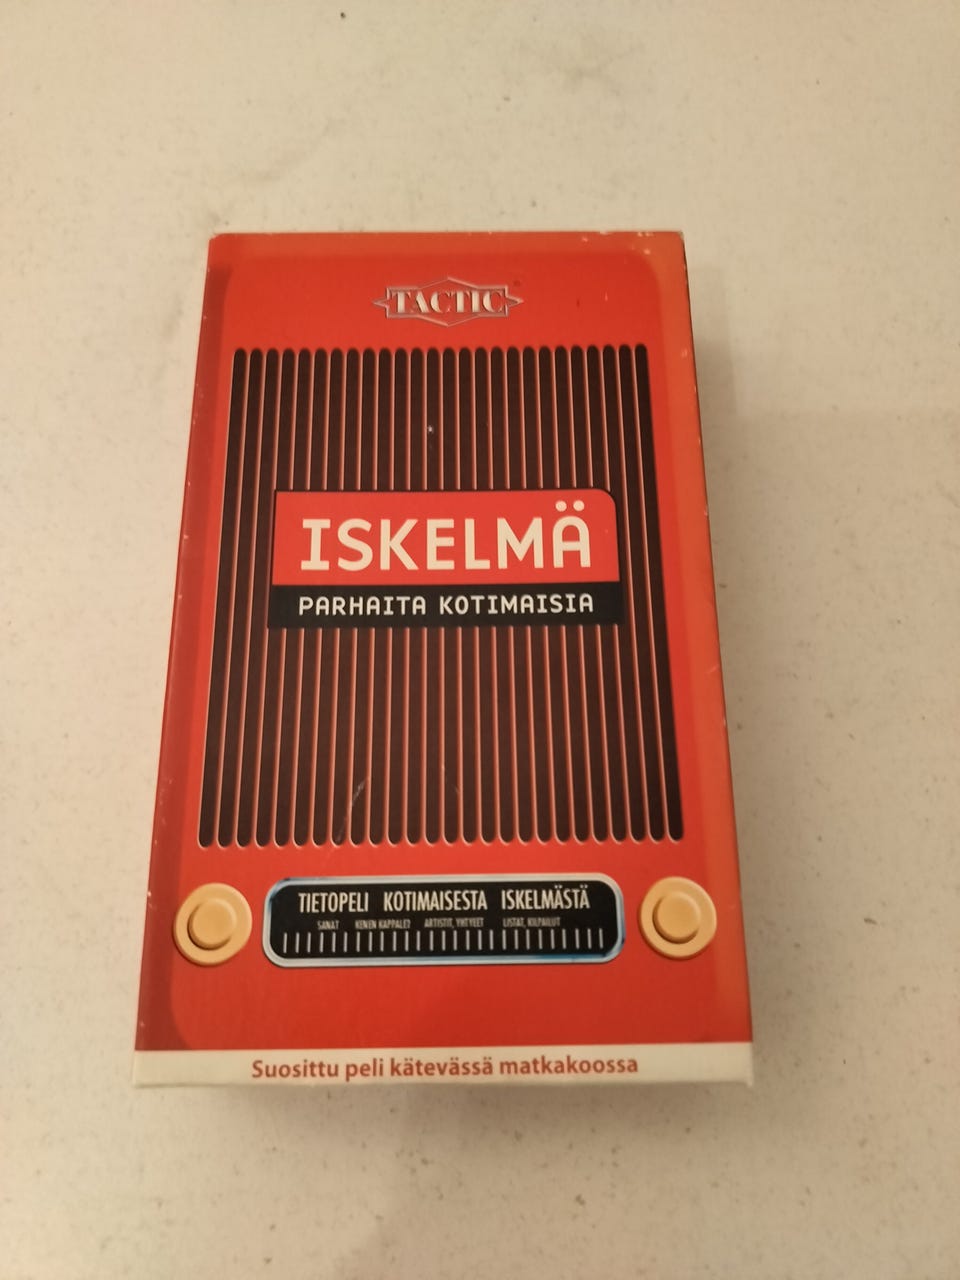 TACTIC
ISKELMÄ
PARHAITA KOTIMAISIA
TIETOPELI KOTIMAISESTA ISKELMÄSTÄ
SANAT KENEN KAPPALE? ARTISTIT, YHTYEET LISTAT, KILPAILUT
Suosittu peli kätevässä matkakoossa